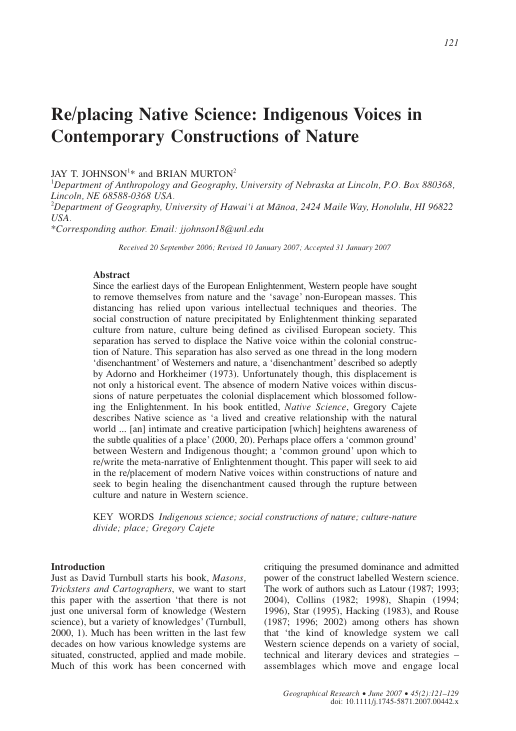 121
Re/placing Native Science: Indigenous Voices in
Contemporary Constructions of Nature
JAY T. JOHNSON1* and BRIAN MURTON2
1Department of Anthropology and Geography, University of Nebraska at Lincoln, P.O. Box 880368,
Lincoln, NE 68588-0368 USA.
2Department of Geography, University of Hawai‘i at Mānoa, 2424 Maile Way, Honolulu, HI 96822
USA.
*Corresponding author. Email: jjohnson18@unl.edu
Received 20 September 2006; Revised 10 January 2007; Accepted 31 January 2007
Abstract
Since the earliest days of the European Enlightenment, Western people have sought
to remove themselves from nature and the ‘savage’ non-European masses. This
distancing has relied upon various intellectual techniques and theories. The
social construction of nature precipitated by Enlightenment thinking separated
culture from nature, culture being defined as civilised European society. This
separation has served to displace the Native voice within the colonial construc-
tion of Nature. This separation has also served as one thread in the long modern
‘disenchantment’ of Westerners and nature, a ‘disenchantment’ described so adeptly
by Adorno and Horkheimer (1973). Unfortunately though, this displacement is
not only a historical event. The absence of modern Native voices within discus-
sions of nature perpetuates the colonial displacement which blossomed follow-
ing the Enlightenment. In his book entitled, Native Science, Gregory Cajete
describes Native science as ‘a lived and creative relationship with the natural
world ... [an] intimate and creative participation [which] heightens awareness of
the subtle qualities of a place’ (2000, 20). Perhaps place offers a ‘common ground’
between Western and Indigenous thought; a ‘common ground’ upon which to
re/write the meta-narrative of Enlightenment thought. This paper will seek to aid
in the re/placement of modern Native voices within constructions of nature and
seek to begin healing the disenchantment caused through the rupture between
culture and nature in Western science.
KEY WORDS Indigenous science; social constructions of nature; culture-nature
divide; place; Gregory Cajete
Introduction
Just as David Turnbull starts his book, Masons,
Tricksters and Cartographers, we want to start
this paper with the assertion ‘that there is not
just one universal form of knowledge (Western
science), but a variety of knowledges’ (Turnbull,
2000, 1). Much has been written in the last few
decades on how various knowledge systems are
situated, constructed, applied and made mobile.
Much of this work has been concerned with
critiquing the presumed dominance and admitted
power of the construct labelled Western science.
The work of authors such as Latour (1987; 1993;
2004), Collins (1982; 1998), Shapin (1994;
1996), Star (1995), Hacking (1983), and Rouse
(1987; 1996; 2002) among others has shown
that ‘the kind of knowledge system we call
Western science depends on a variety of social,
technical and literary devices and strategies –
assemblages which move and engage local
Geographical Research • June 2007 • 45(2):121–129
doi: 10.1111/j.1745-5871.2007.00442.x